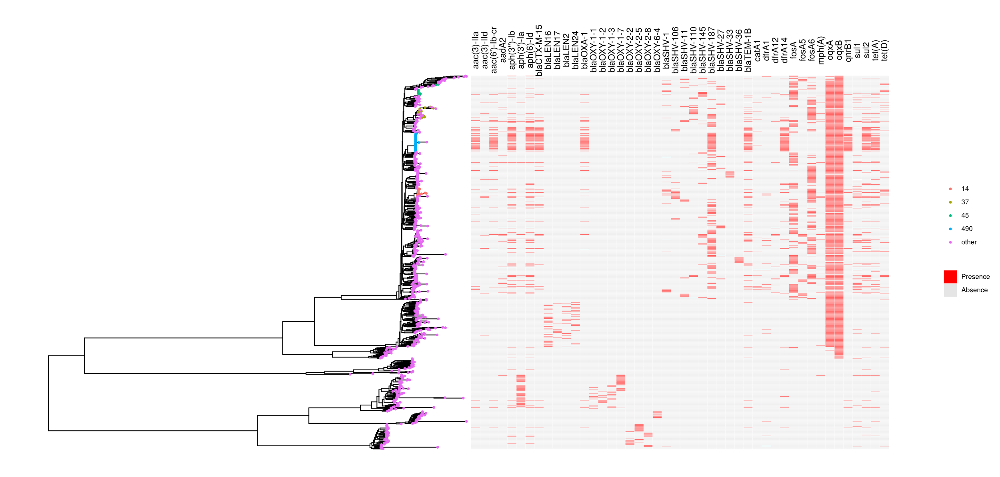 aac(3)-IIa
aac(3)-IId
aac(6')-Ib-cr
aadA2
aph(3'')-Ib
aph(3')-Ia
aph(6)-Id
blaCTX-M-15
blaLEN16
blaLEN17
blaLEN2
blaLEN24
blaOXA-1
blaOXY-1-1
blaOXY-1-2
blaOXY-1-3
blaOXY-1-7
blaOXY-2-2
blaOXY-2-5
blaOXY-2-8
blaOXY-6-4
blaSHV-1
blaSHV-106
blaSHV-11
blaSHV-110
blaSHV-145
blaSHV-187
blaSHV-27
blaSHV-33
blaSHV-36
blaTEM-1B
catA1
dfrA1
dfrA12
dfrA14
fosA
fosA5
fosA6
mph(A)
oqxA
oqxB
qnrB1
sul1
sul2
tet(A)
tet(D)
14
37
45
490
other
Presence
Absence